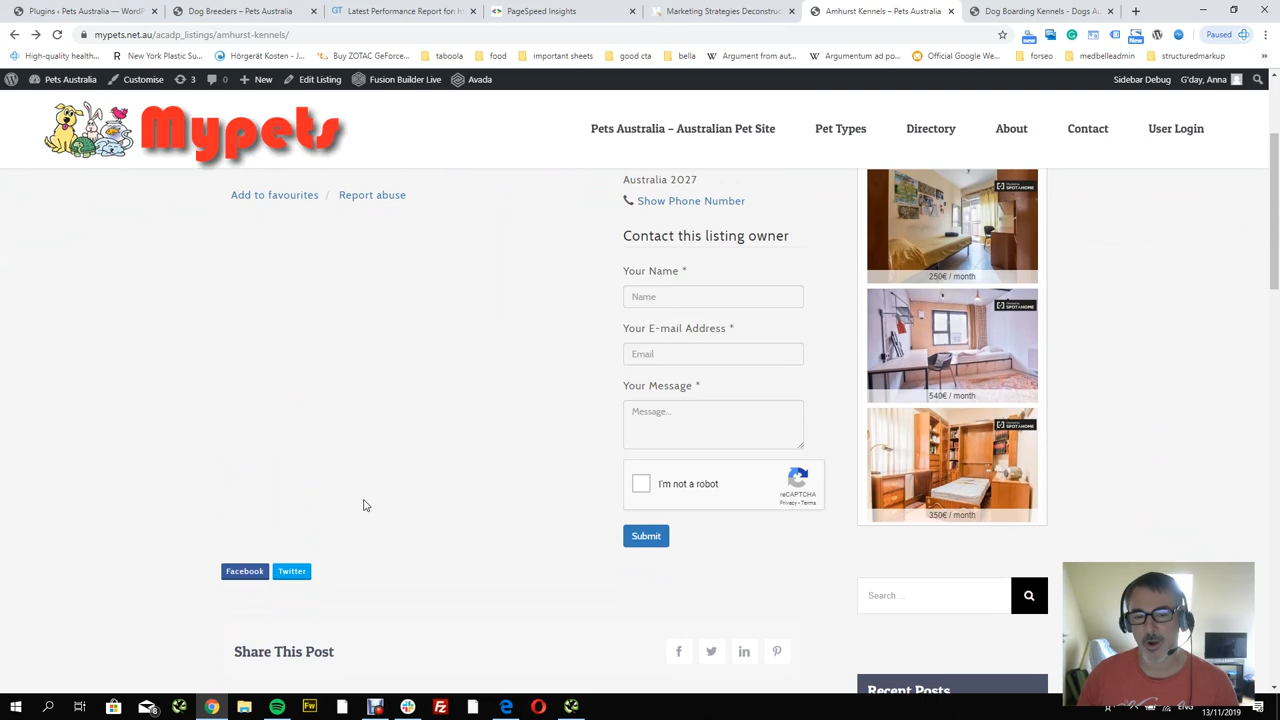 Plugins ‹ Pets Australia — WordP
Dog Breeders Directory - Pets A
Latest Performance Report for: h
PageSpeed Insights
Marketing Strategies Deconstruc
Amhurst Kennels – Pets Australia
Dog Boarding Kennels - Dogs Au
mypets.net.au/acadp_listings/amhurst-kennels/
Paused
High-quality health...
New York Plastic Su...
Hörgerät Kosten - D...
Buy ZOTAC GeForce...
taboola
food
important sheets
good cta
bella
Argument from aut...
Argumentum ad po...
Official Google We...
forseo
medbelleadmin
structuredmarkup
Pets Australia
Customise
3
New
Edit Listing
Fusion Builder Live
Avada
Sidebar Debug
G'day, Anna
Mypets
Pets Australia – Australian Pet Site
Pet Types
Directory
About
Contact
User Login
Add to favourites / Report abuse
Australia 2027
Show Phone Number
Contact this listing owner
Your Name *
Name
Your E-mail Address *
Email
Your Message *
Message...
I'm not a robot
reCAPTCHA
Privacy - Terms
Submit
SPOTAHOME
250€ / month
SPOTAHOME
540€ / month
SPOTAHOME
350€ / month
Facebook
Twitter
Search ...
Share This Post
Recent Posts
ENG
13/11/2019